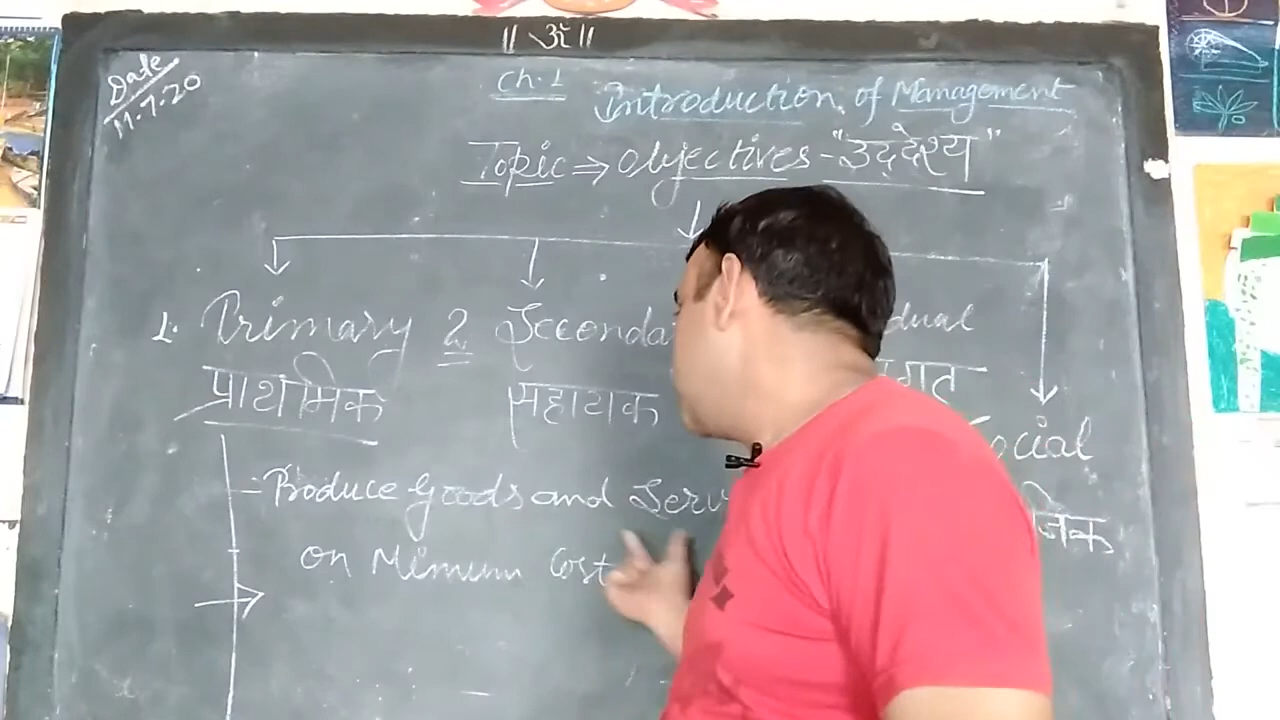 ॥ ॐ ॥
Date
11.7.20
Ch. 1 Introduction of Management
Topic ⇒ Objectives - "उद्देश्य"
1. Primary
प्राथमिक
2 Seconda
सहायक
dual
गत
ocial
जिक
- Produce Goods and Serv
on Mimum Cost